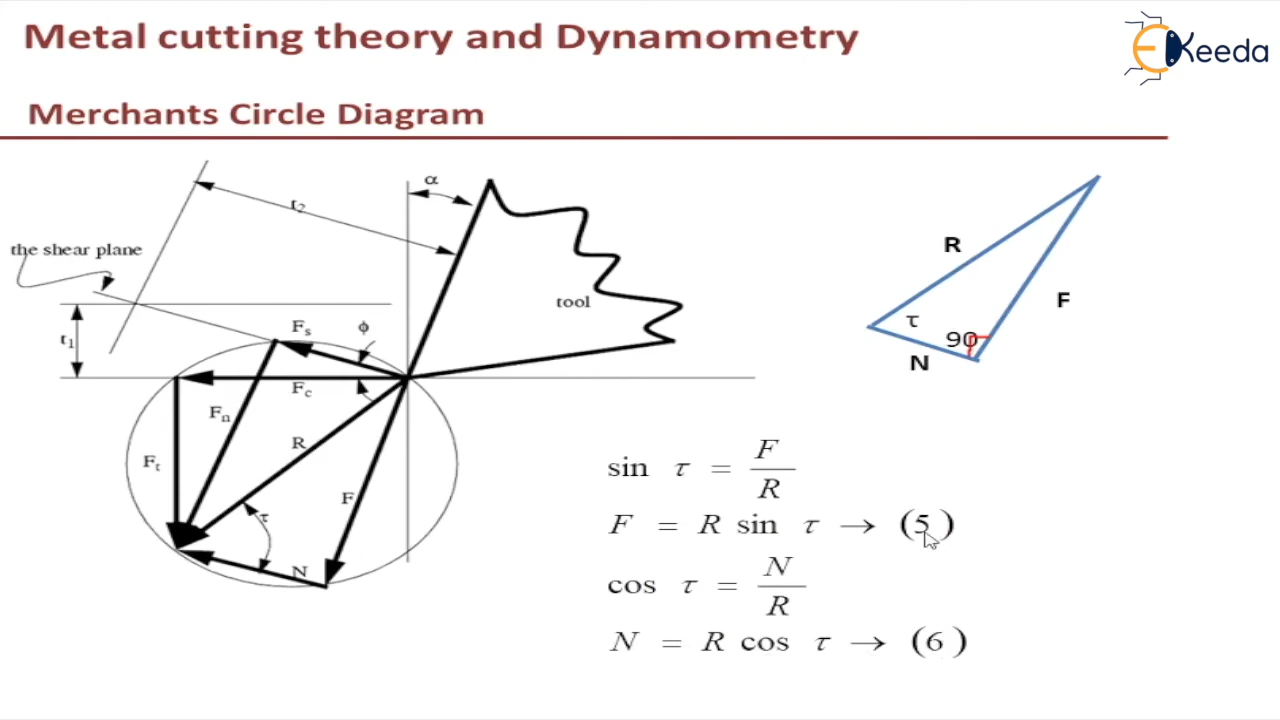 Metal cutting theory and Dynamometry
EKeeda
Merchants Circle Diagram
α
t₂
the shear plane
tool
t₁
Fₛ
ϕ
F_c
Fₙ
R
Fₜ
F
τ
N
R
F
τ
90
N
sin τ = F/R
F = R sin τ → (5)
cos τ = N/R
N = R cos τ → (6)